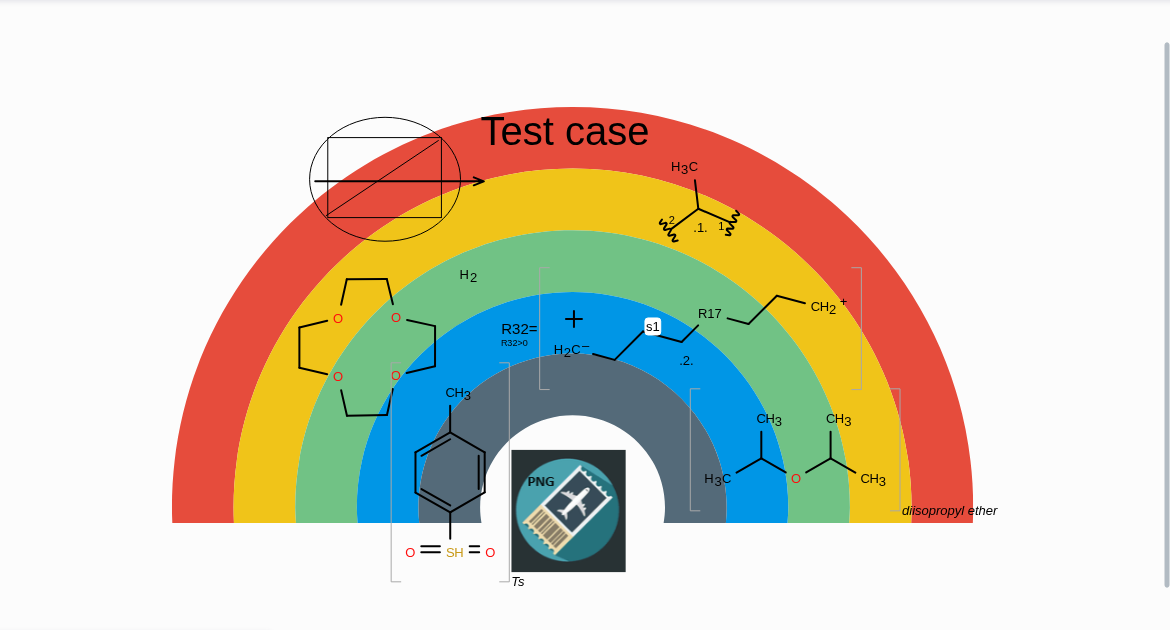 Test case
H3C
2
.1.
1
H2
CH2+
R17
O
O
s1
R32=
R32>0
H2C–
.2.
O
O
CH3
CH3
CH3
H3C
O
CH3
PNG
diisopropyl ether
O
SH
O
Ts